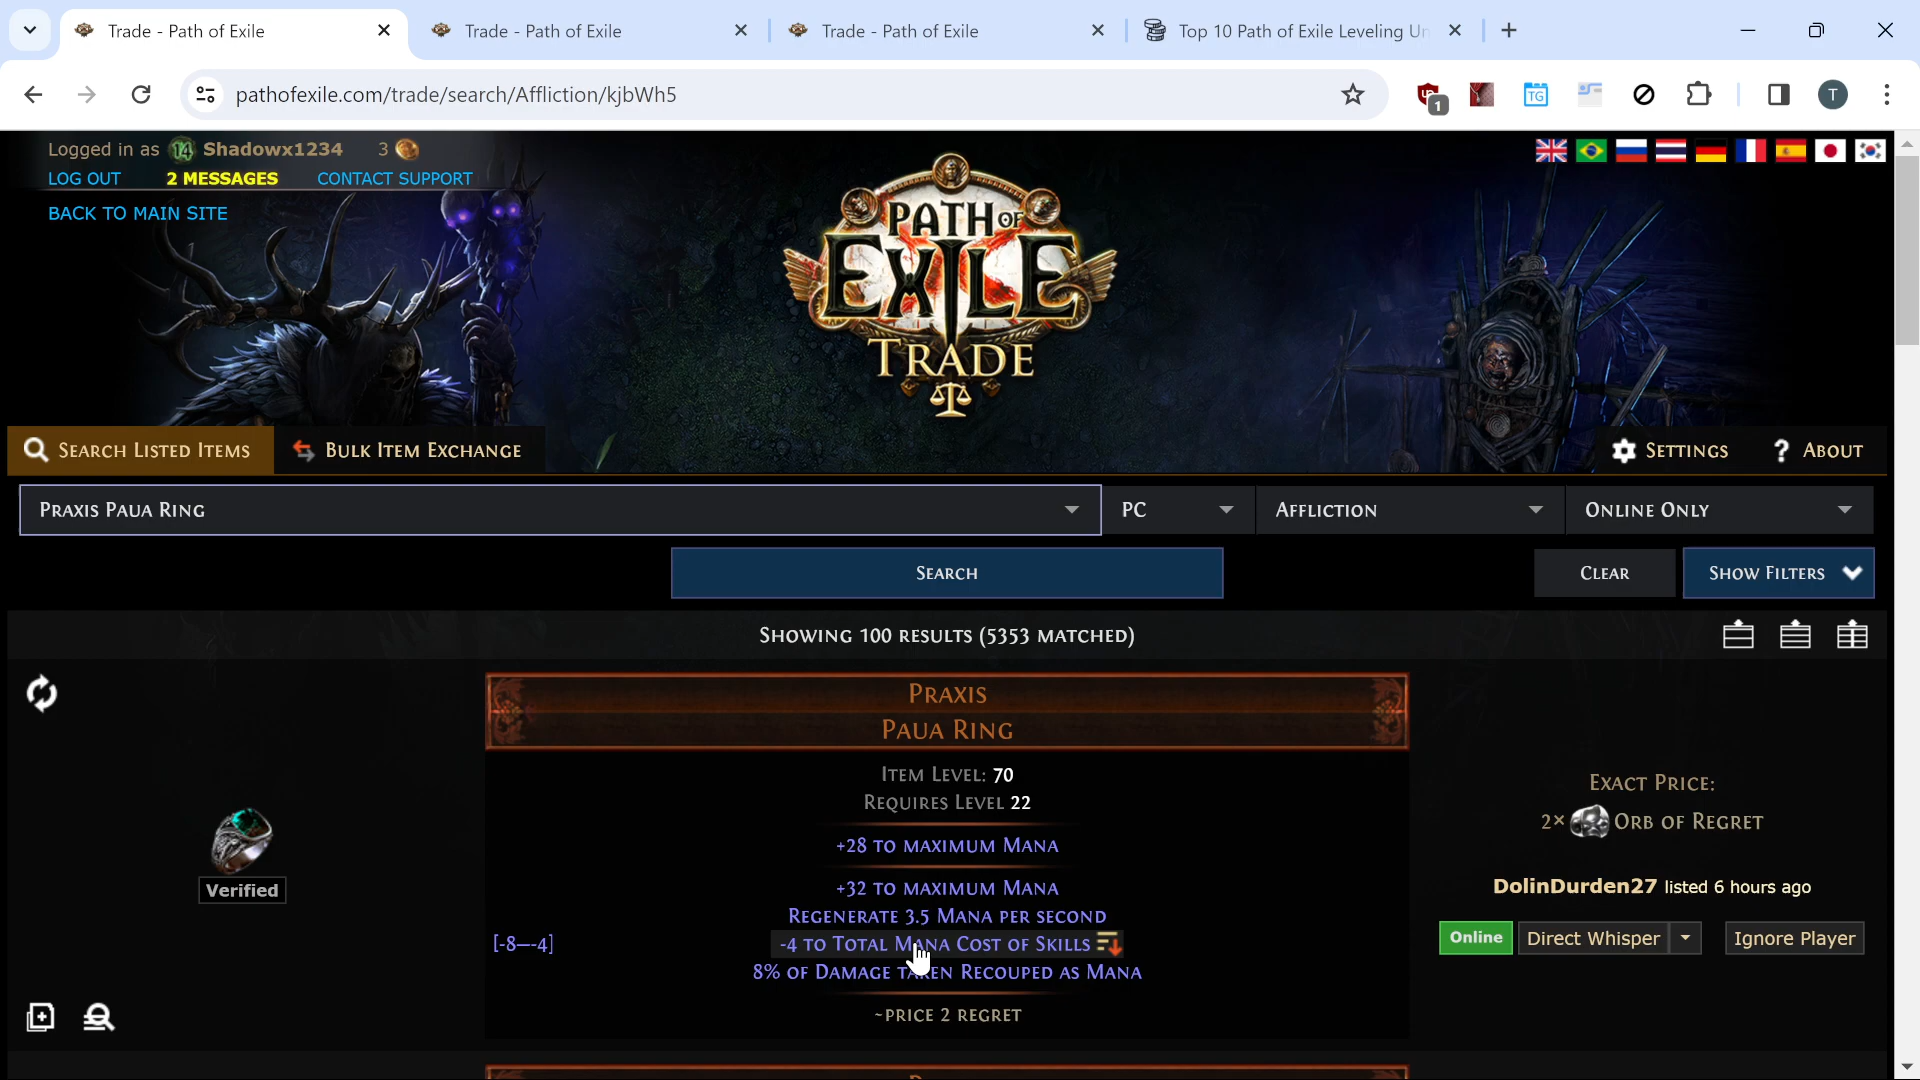 Trade - Path of Exile
Trade - Path of Exile
Trade - Path of Exile
Top 10 Path of Exile Leveling Un
pathofexile.com/trade/search/Affliction/kjbWh5
1
TG
T
Logged in as 14 Shadowx1234 3
LOG OUT 2 MESSAGES CONTACT SUPPORT
BACK TO MAIN SITE
PATH OF
EXILE
TRADE
SEARCH LISTED ITEMS
BULK ITEM EXCHANGE
SETTINGS
? ABOUT
PRAXIS PAUA RING
PC
AFFLICTION
ONLINE ONLY
SEARCH
CLEAR
SHOW FILTERS
SHOWING 100 RESULTS (5353 MATCHED)
PRAXIS
PAUA RING
ITEM LEVEL: 70
REQUIRES LEVEL 22
+28 TO MAXIMUM MANA
+32 TO MAXIMUM MANA
REGENERATE 3.5 MANA PER SECOND
[-8—-4]
-4 TO TOTAL MANA COST OF SKILLS
8% OF DAMAGE TAKEN RECOUPED AS MANA
~PRICE 2 REGRET
Verified
EXACT PRICE:
2× ORB OF REGRET
DolinDurden27 listed 6 hours ago
Online
Direct Whisper
Ignore Player